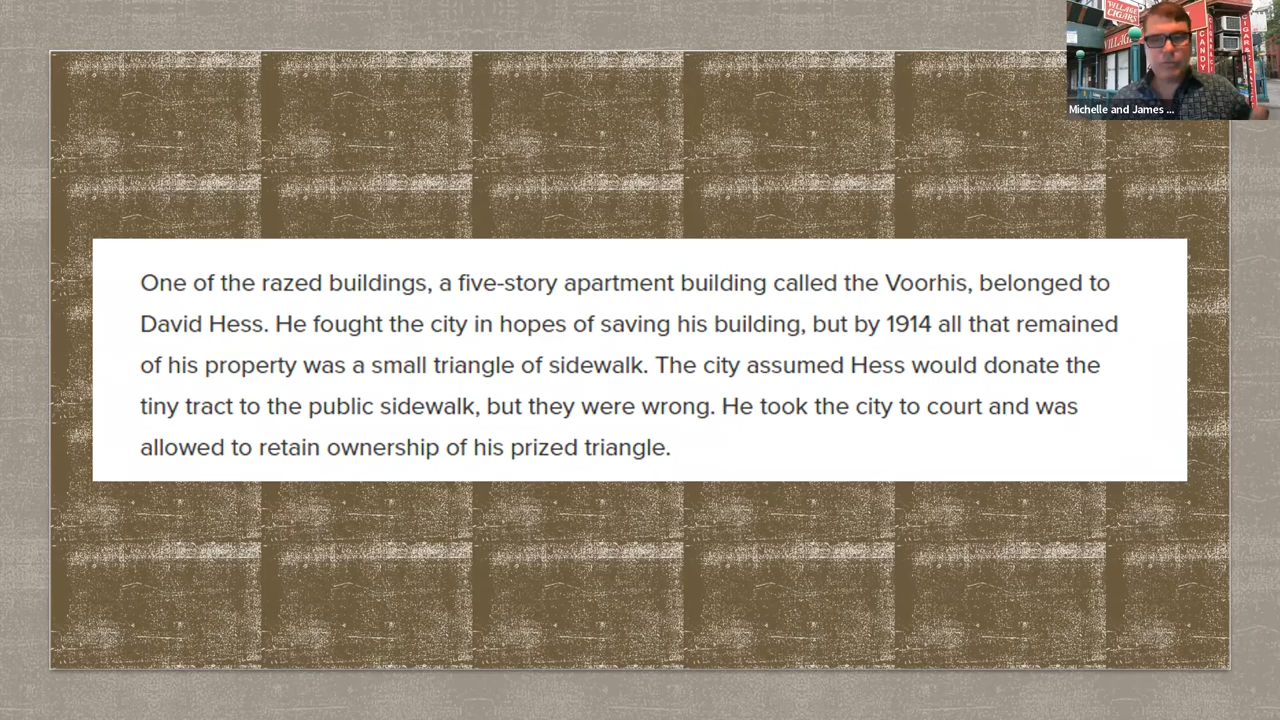 VILLAGE
CIGARS
VILLAGE
CANDY
Michelle and James ...
One of the razed buildings, a five-story apartment building called the Voorhis, belonged to
David Hess. He fought the city in hopes of saving his building, but by 1914 all that remained
of his property was a small triangle of sidewalk. The city assumed Hess would donate the
tiny tract to the public sidewalk, but they were wrong. He took the city to court and was
allowed to retain ownership of his prized triangle.